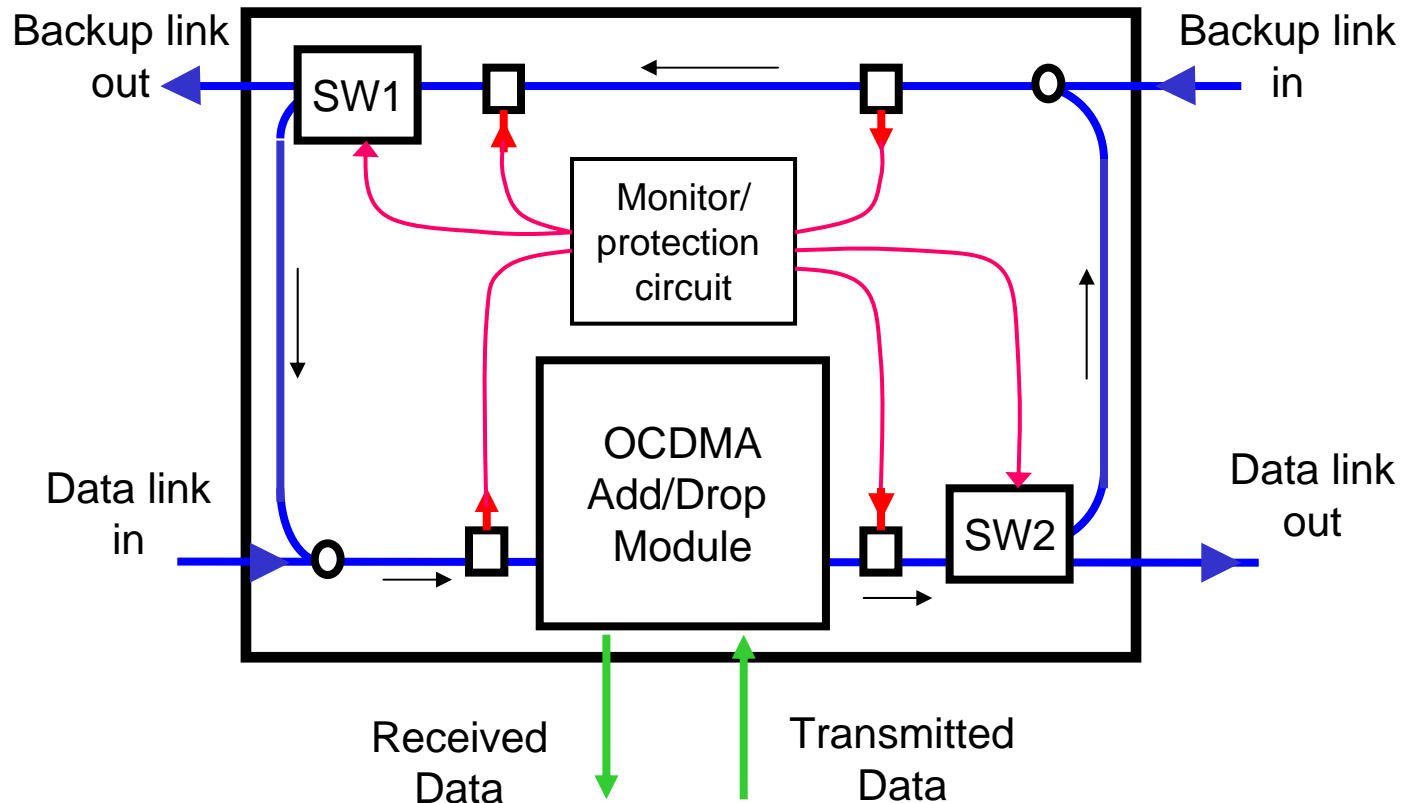 Backup link
out
SW1
Backup link
in
Monitor/
protection
circuit
OCDMA
Add/Drop
Module
Data link
in
SW2
Data link
out
Received
Data
Transmitted
Data